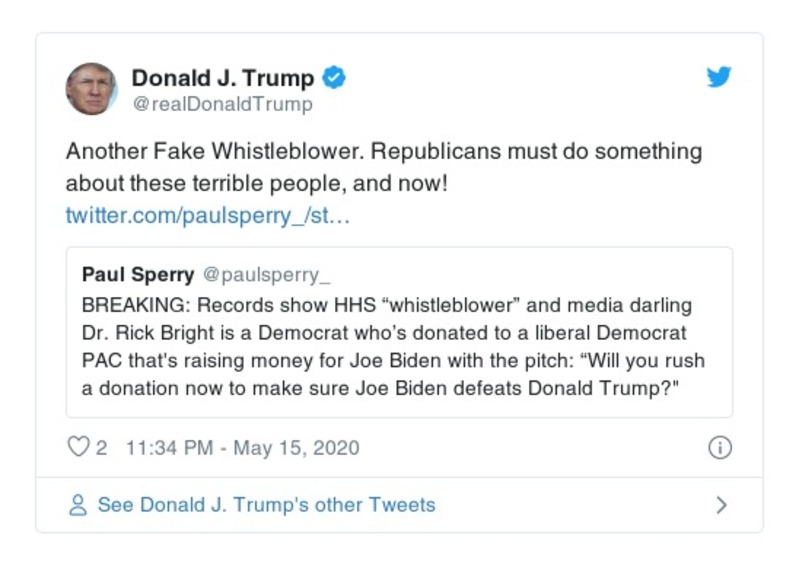 Donald J. Trump
@realDonaldTrump
Another Fake Whistleblower. Republicans must do something
about these terrible people, and now!
twitter.com/paulsperry_/st…
Paul Sperry @paulsperry_
BREAKING: Records show HHS “whistleblower” and media darling
Dr. Rick Bright is a Democrat who’s donated to a liberal Democrat
PAC that's raising money for Joe Biden with the pitch: “Will you rush
a donation now to make sure Joe Biden defeats Donald Trump?"
2 11:34 PM - May 15, 2020
See Donald J. Trump's other Tweets